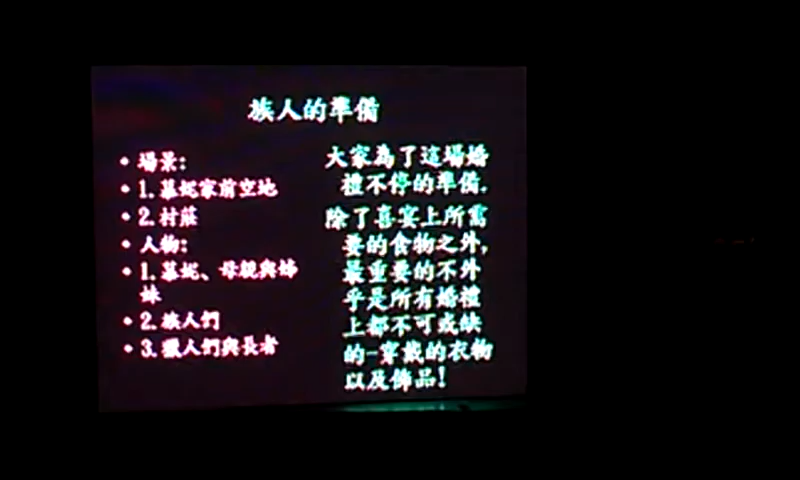 族人的準備
• 場景:
• 1.慕妮家前空地
• 2.村莊
• 人物:
• 1.慕妮、母親與姊
妹
• 2.族人們
• 3.獵人們與長者
大家為了這場婚
禮不停的準備.
除了喜宴上所需
要的食物之外,
最重要的不外
乎是所有婚禮
上都不可或缺
的-穿戴的衣物
以及飾品!